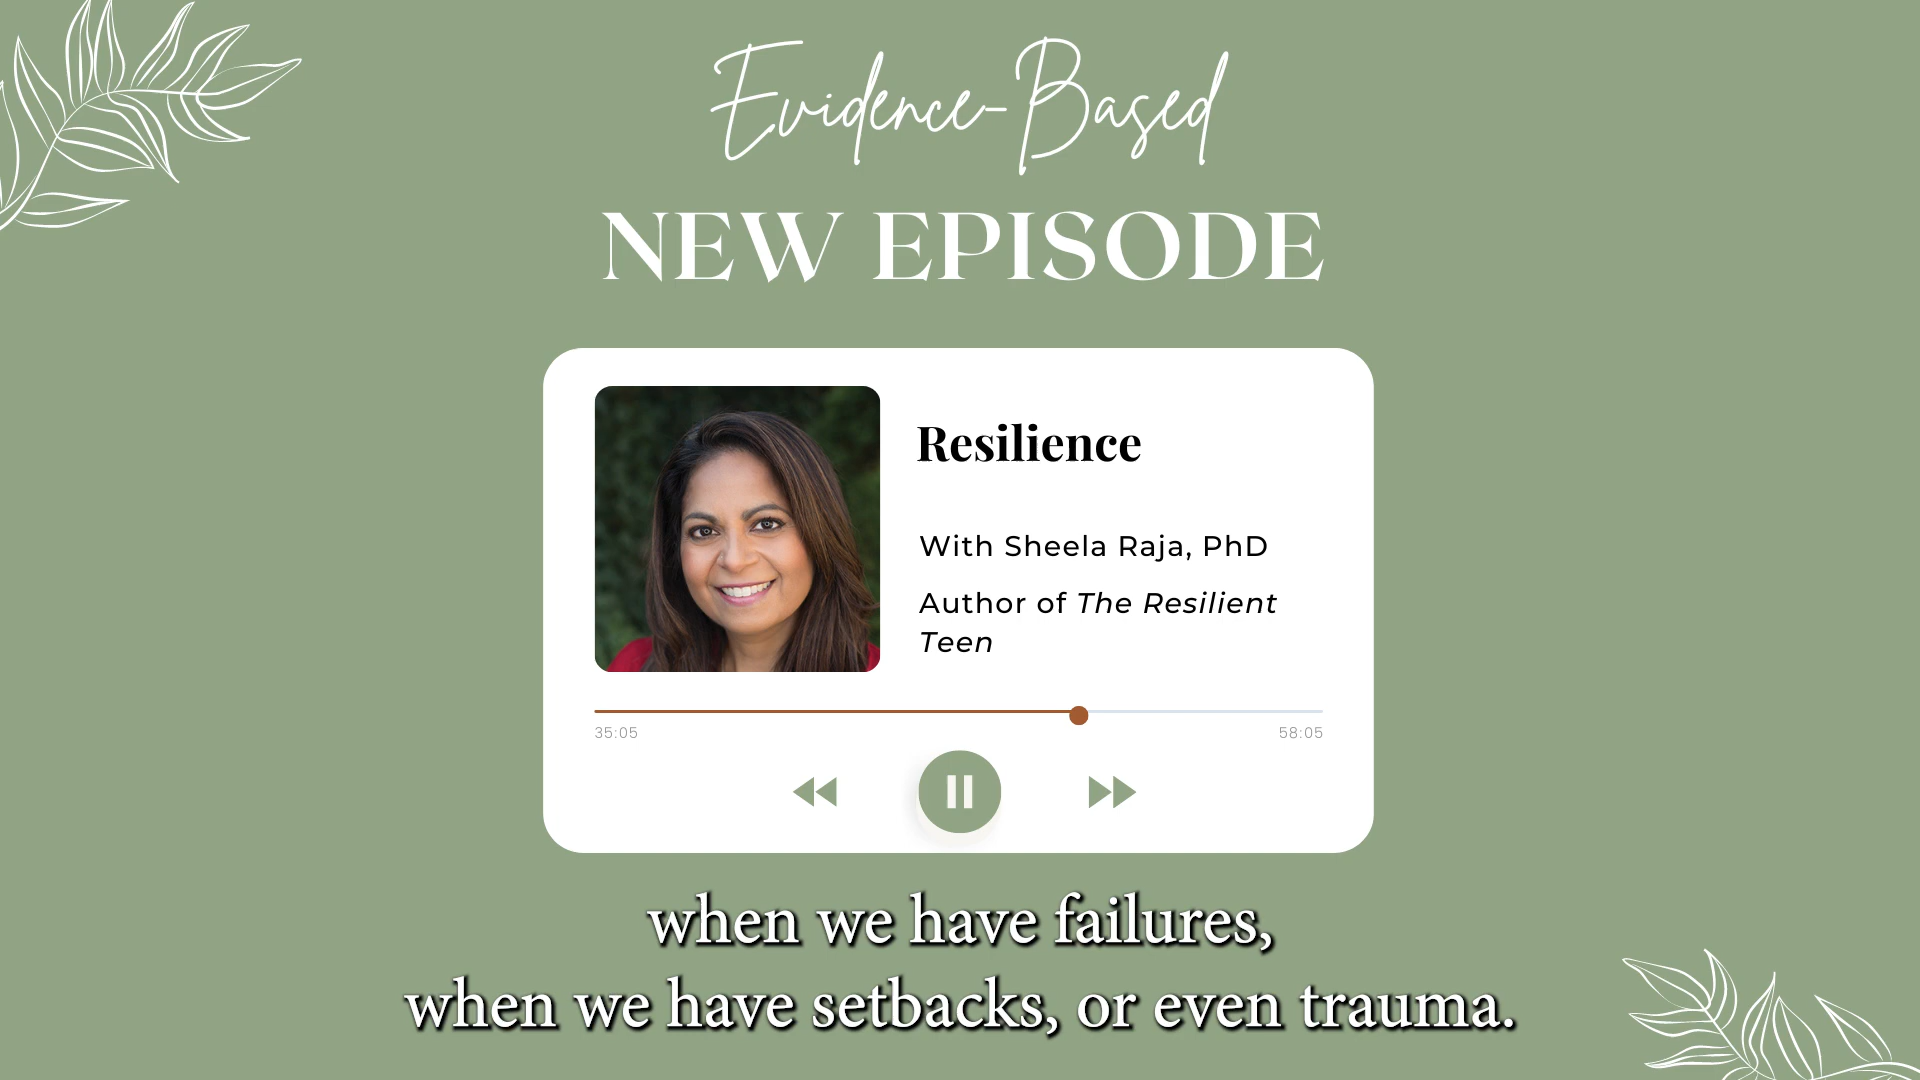 Evidence-Based
NEW EPISODE
Resilience
With Sheela Raja, PhD
Author of The Resilient
Teen
35:05
58:05
when we have failures,
when we have setbacks, or even trauma.